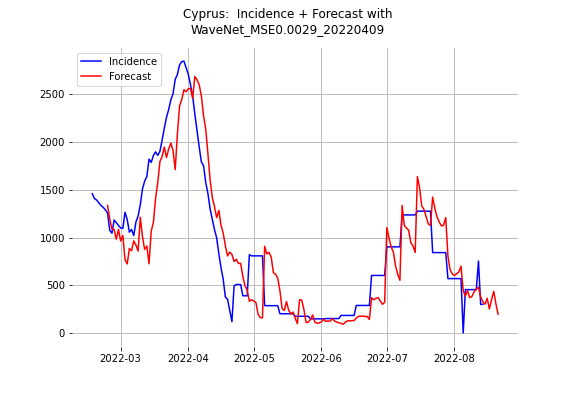 Cyprus:  Incidence + Forecast with
WaveNet_MSE0.0029_20220409
Incidence
Forecast
2500
2000
1500
1000
500
0
2022-03 2022-04 2022-05 2022-06 2022-07 2022-08